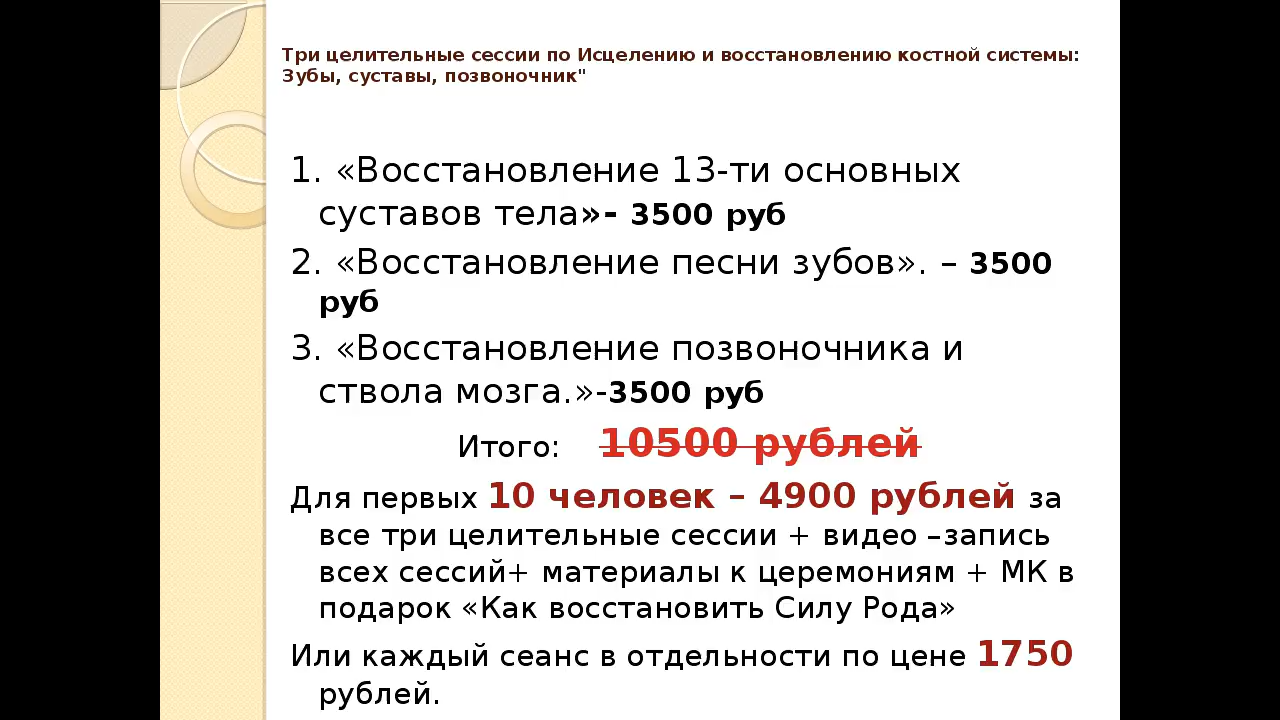 Три целительные сессии по Исцелению и восстановлению костной системы:
Зубы, суставы, позвоночник"
1. «Восстановление 13-ти основных
суставов тела»- 3500 руб
2. «Восстановление песни зубов». – 3500
руб
3. «Восстановление позвоночника и
ствола мозга.»-3500 руб
Итого: 10500 рублей
Для первых 10 человек – 4900 рублей за
все три целительные сессии + видео –запись
всех сессий+ материалы к церемониям + МК в
подарок «Как восстановить Силу Рода»
Или каждый сеанс в отдельности по цене 1750
рублей.